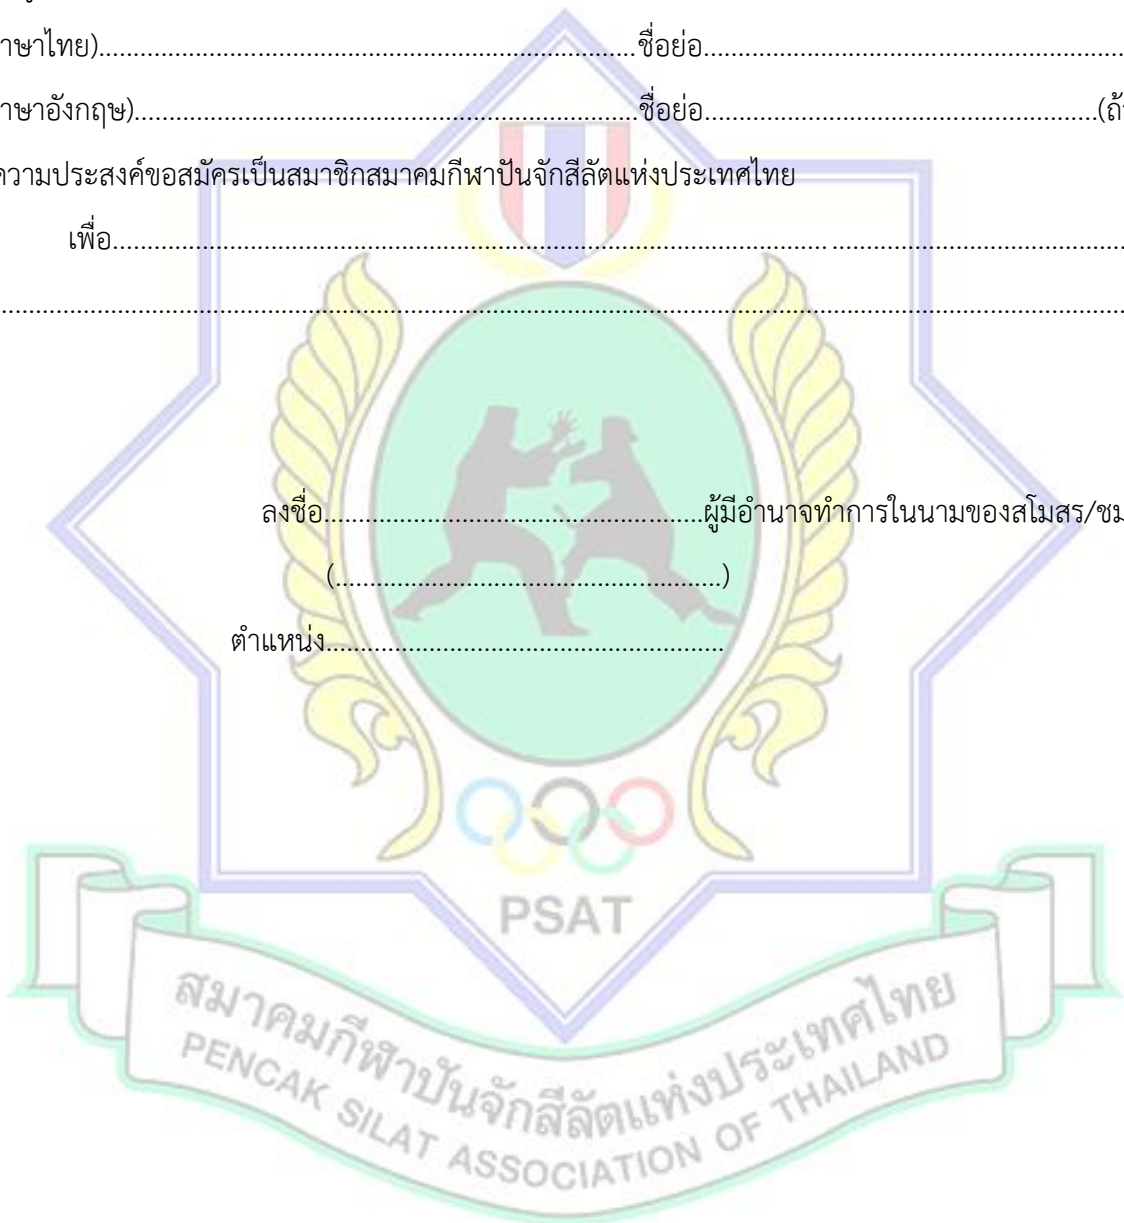 าษาไทย)................................................................................ชื่อย่อ................................................................
าษาอังกฤษ)............................................................................ชื่อย่อ...........................................................(ถ้
ความประสงค์ขอสมัครเป็นสมาชิกสมาคมกีฬาปันจักสีลัตแห่งประเทศไทย
เพื่อ......................................................................................................... ............................................
..............................................................................................................................................................
ลงชื่อ.........................................................ผู้มีอำนาจทำการในนามของสโมสร/ชม
(..........................................................)
ตำแหน่ง............................................................
PSAT
สมาคมกีฬาปันจักสีลัตแห่งประเทศไทย
PENCAK SILAT ASSOCIATION OF THAILAND